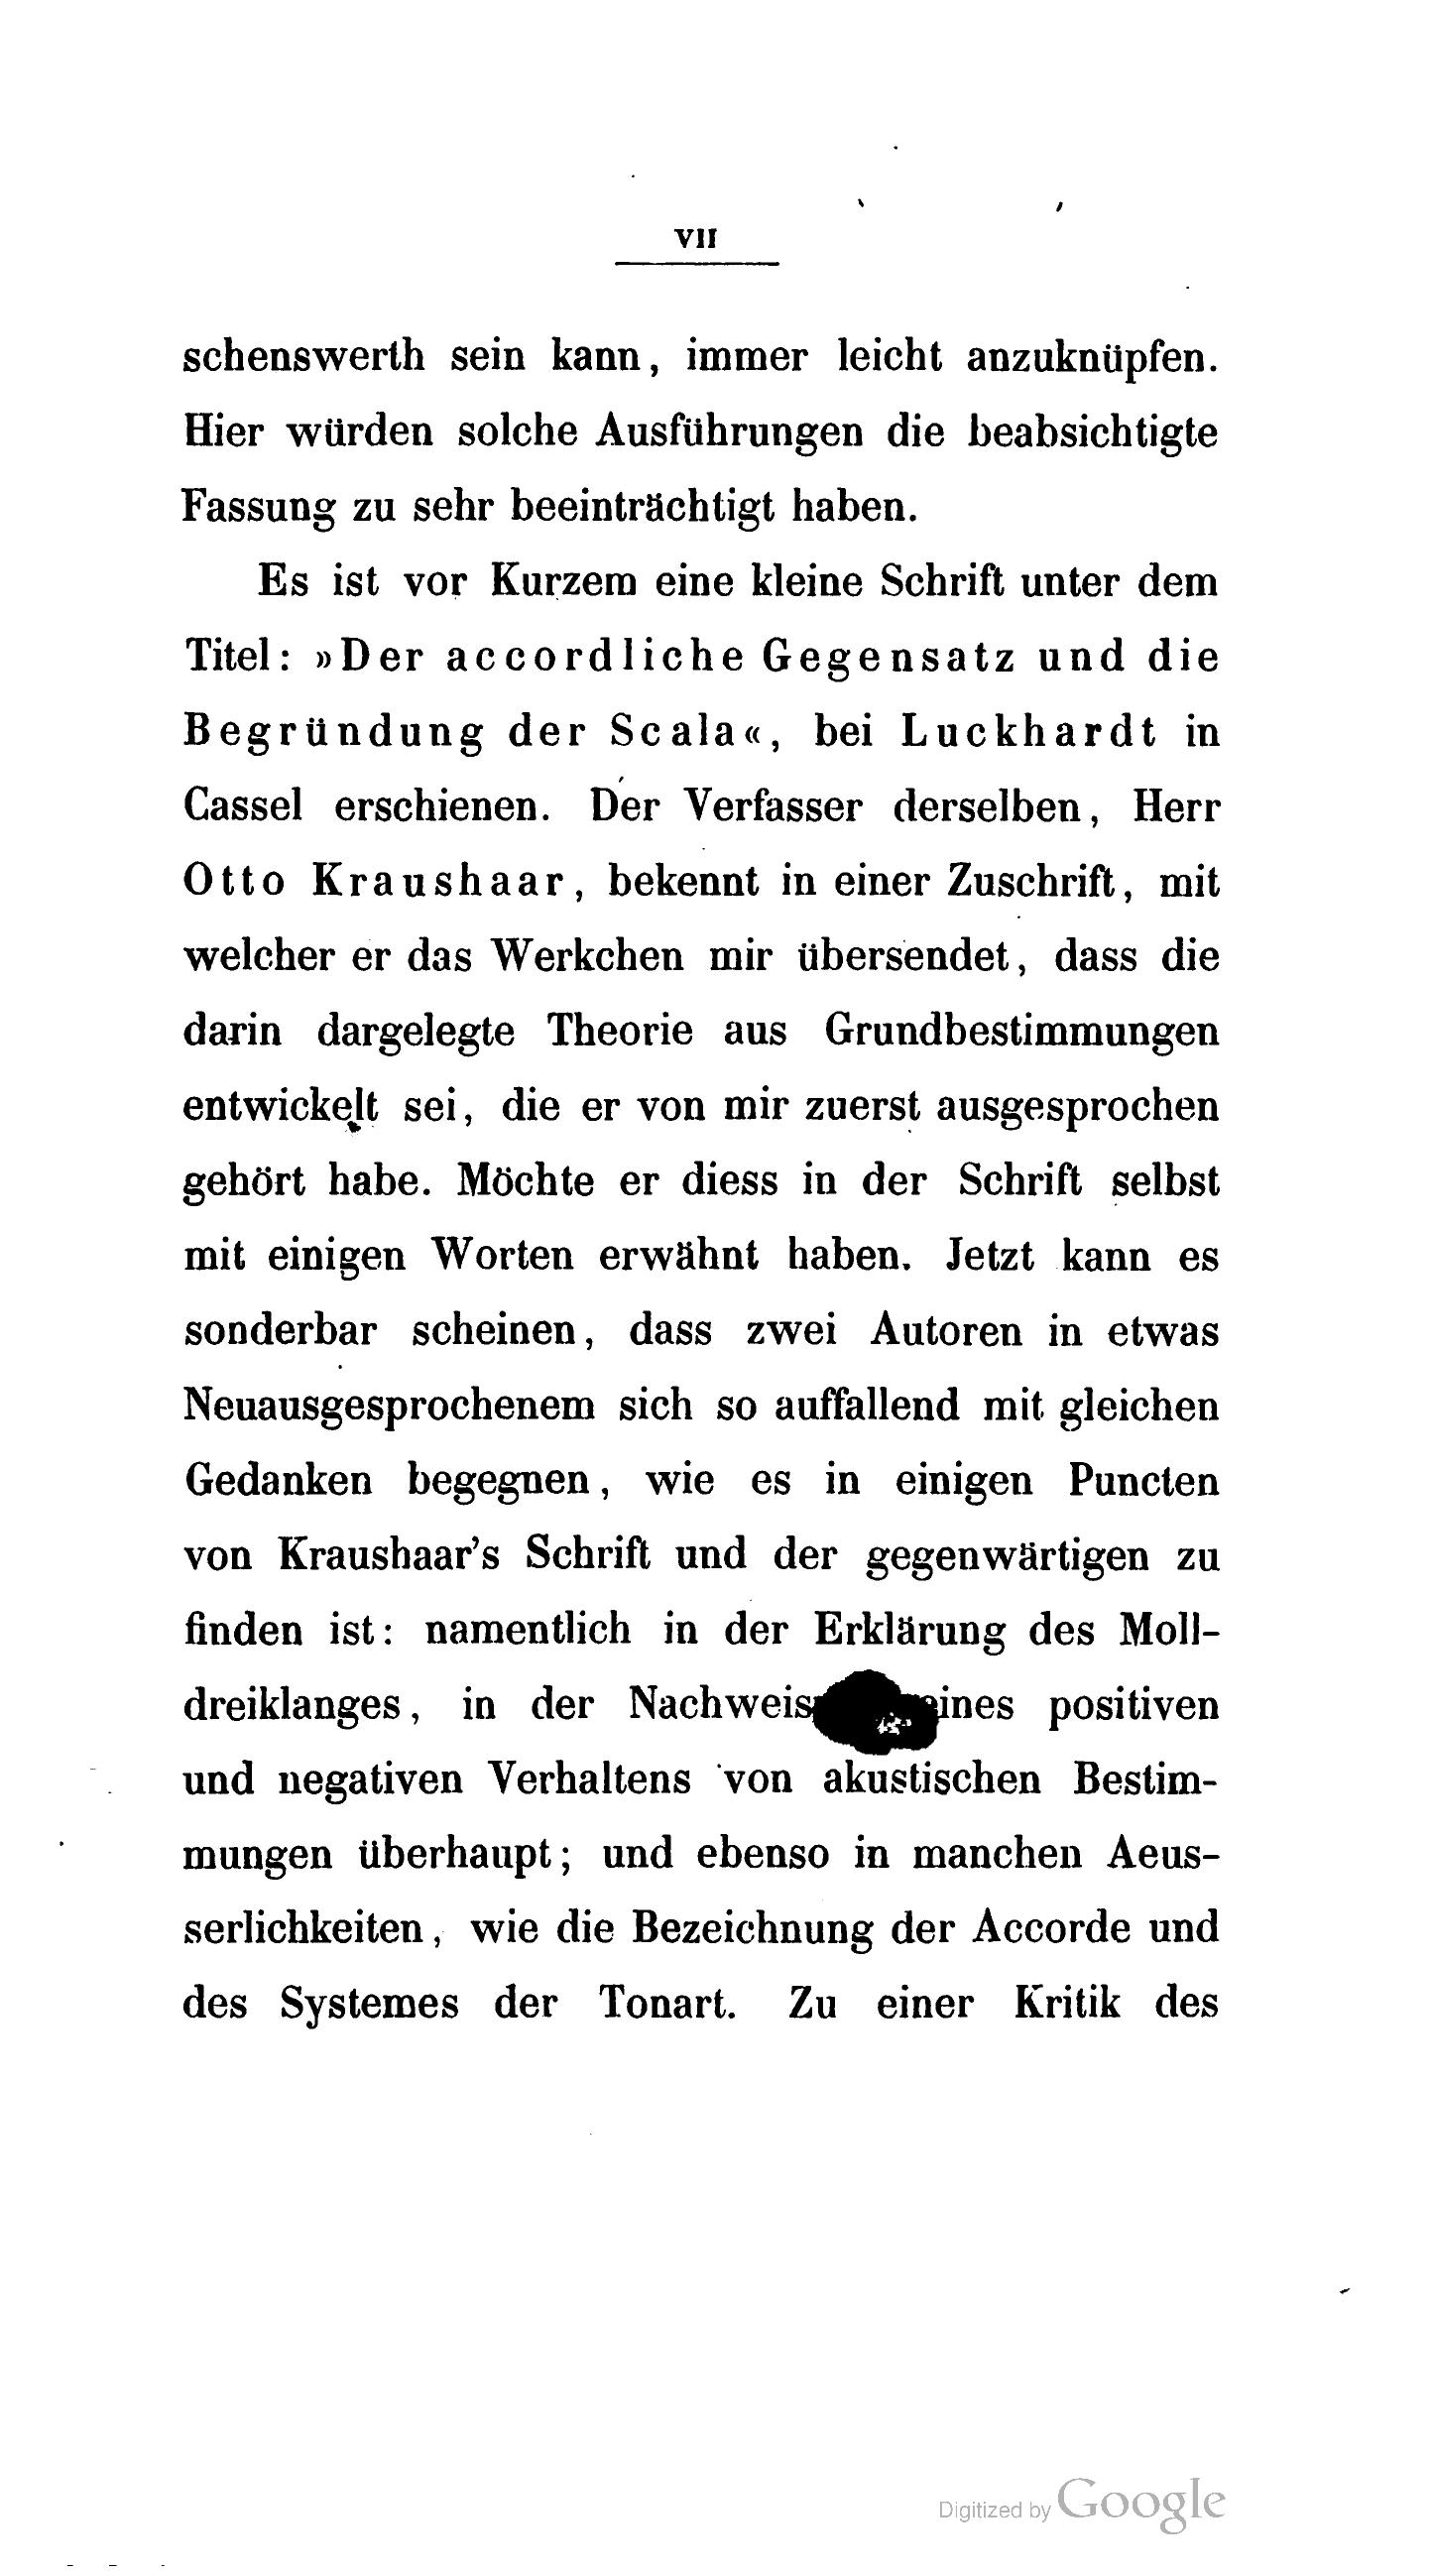 VII
schenswerth sein kann, immer leicht anzuknüpfen.
Hier würden solche Ausführungen die beabsichtigte
Fassung zu sehr beeinträchtigt haben.
Es ist vor Kurzem eine kleine Schrift unter dem
Titel: »Der accordliche Gegensatz und die
Begründung der Scala«, bei Luckhardt in
Cassel erschienen. Der Verfasser derselben, Herr
Otto Kraushaar, bekennt in einer Zuschrift, mit
welcher er das Werkchen mir übersendet, dass die
darin dargelegte Theorie aus Grundbestimmungen
entwickelt sei, die er von mir zuerst ausgesprochen
gehört habe. Möchte er diess in der Schrift selbst
mit einigen Worten erwähnt haben. Jetzt kann es
sonderbar scheinen, dass zwei Autoren in etwas
Neuausgesprochenem sich so auffallend mit gleichen
Gedanken begegnen, wie es in einigen Puncten
von Kraushaar's Schrift und der gegenwärtigen zu
finden ist: namentlich in der Erklärung des Moll-
dreiklanges, in der positiven
und negativen Verhaltens von akustischen Bestim-
mungen überhaupt; und ebenso in manchen Aeus-
serlichkeiten, wie die Bezeichnung der Accorde und
des Systemes der Tonart. Zu einer Kritik des
Digitized by Google